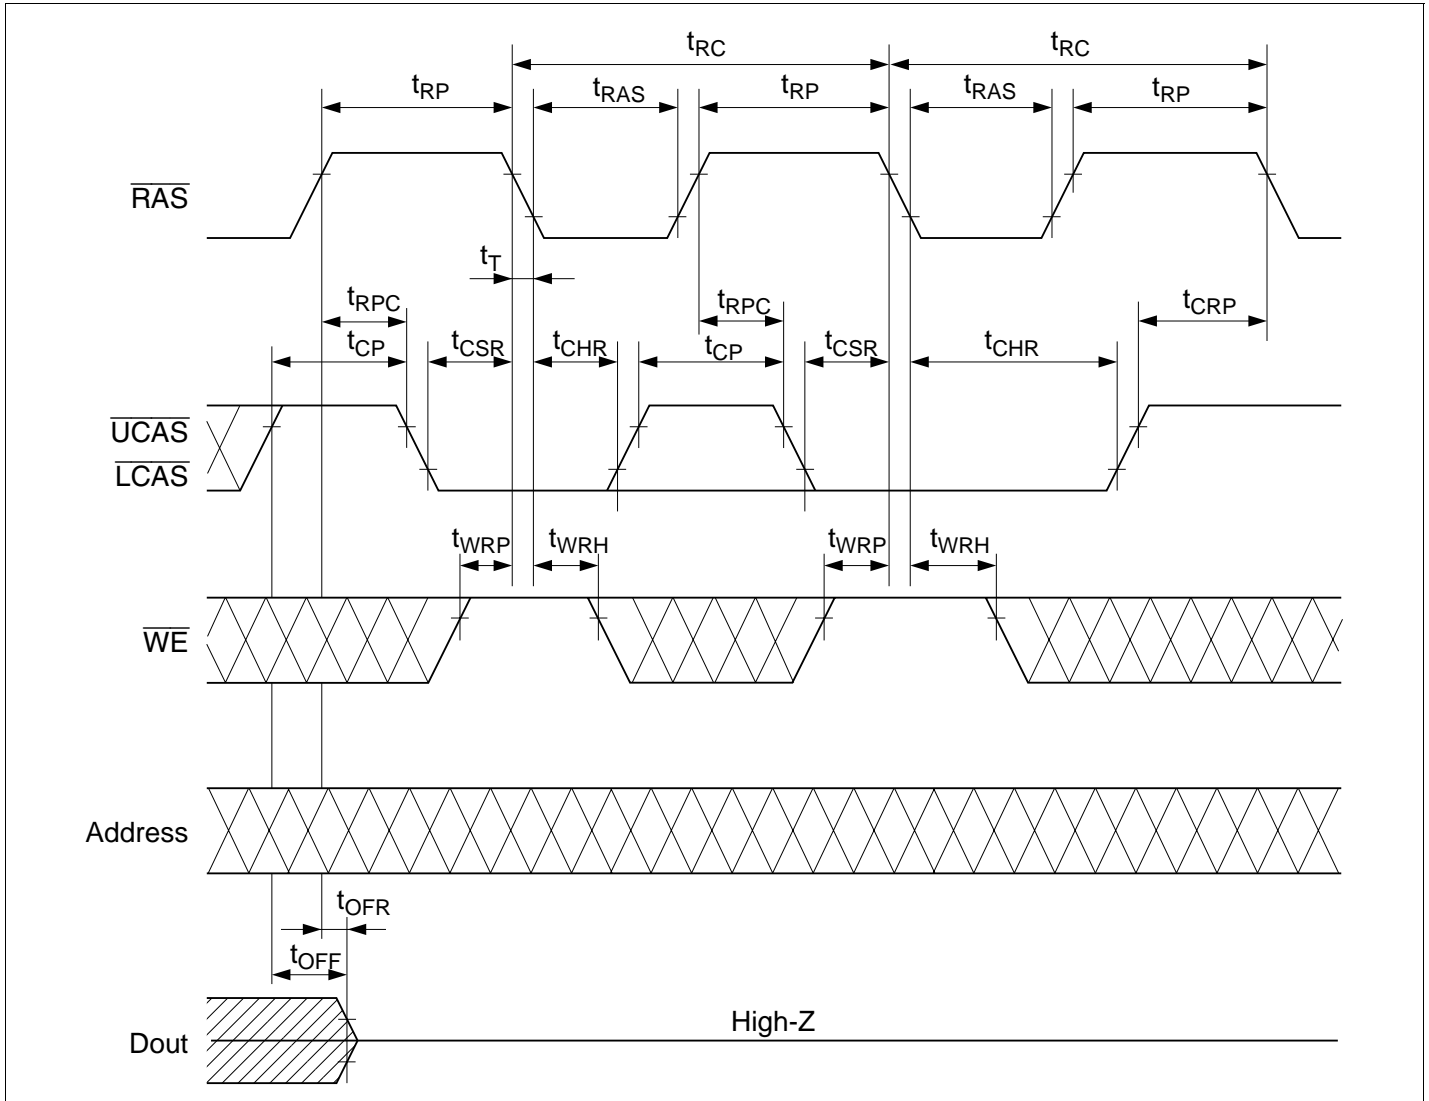 tRC tRC
tRP tRAS tRP tRAS tRP
RAS
tT
tRPC tRPC tCRP
tCP tCSR tCHR tCP tCSR tCHR
UCAS
LCAS
tWRP tWRH tWRP tWRH
WE
Address
tOFR
tOFF
High-Z
Dout